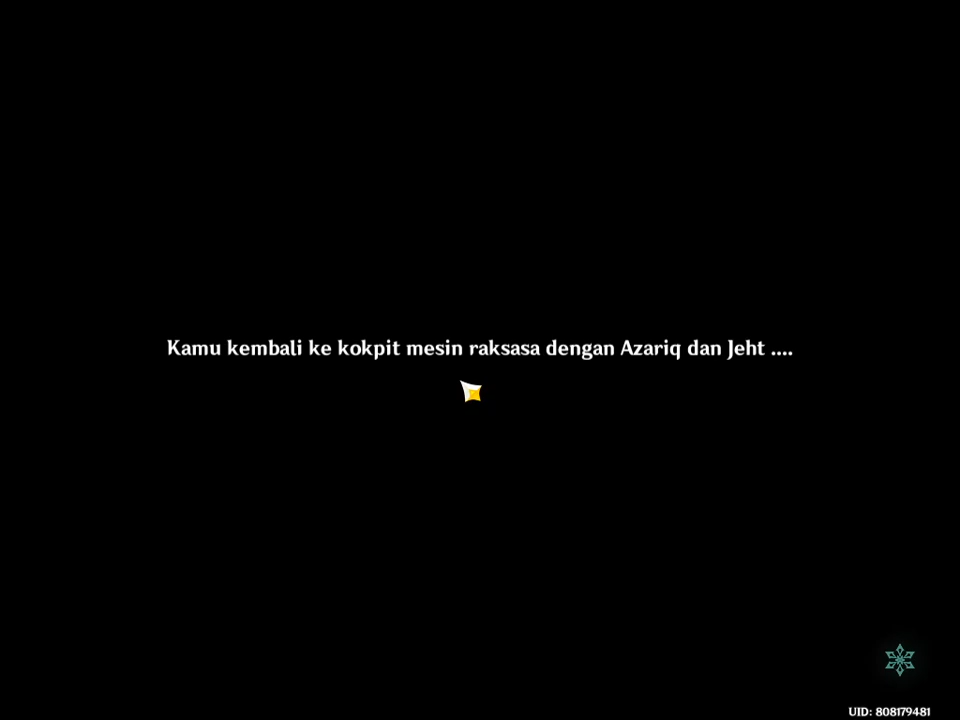 Kamu kembali ke kokpit mesin raksasa dengan Azariq dan Jeht ....
UID: 808179481